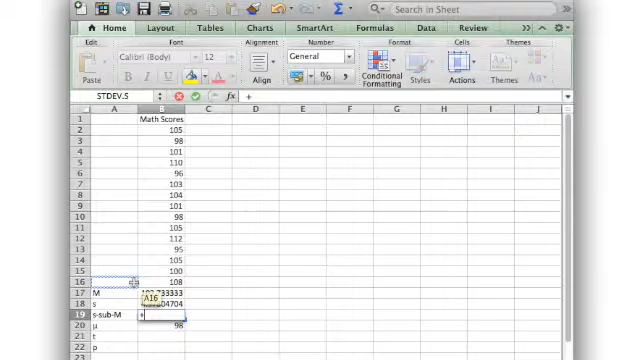 Search in Sheet
Home Layout Tables Charts SmartArt Formulas Data Review
Edit Font Alignment Number Format Cells Themes
Calibri (Body) 12 General
Paste B I U Align % Conditional Formatting Styles Actions Themes Aa
STDEV.S fx +
A B C D E F G H I J
1 Math Scores
2 105
3 98
4 101
5 110
6 96
7 103
8 104
9 101
10 98
11 105
12 112
13 95
14 105
15 100
16 108
17 M
A16
18 s
19 s-sub-M +
20 μ 98
21 t
22 p